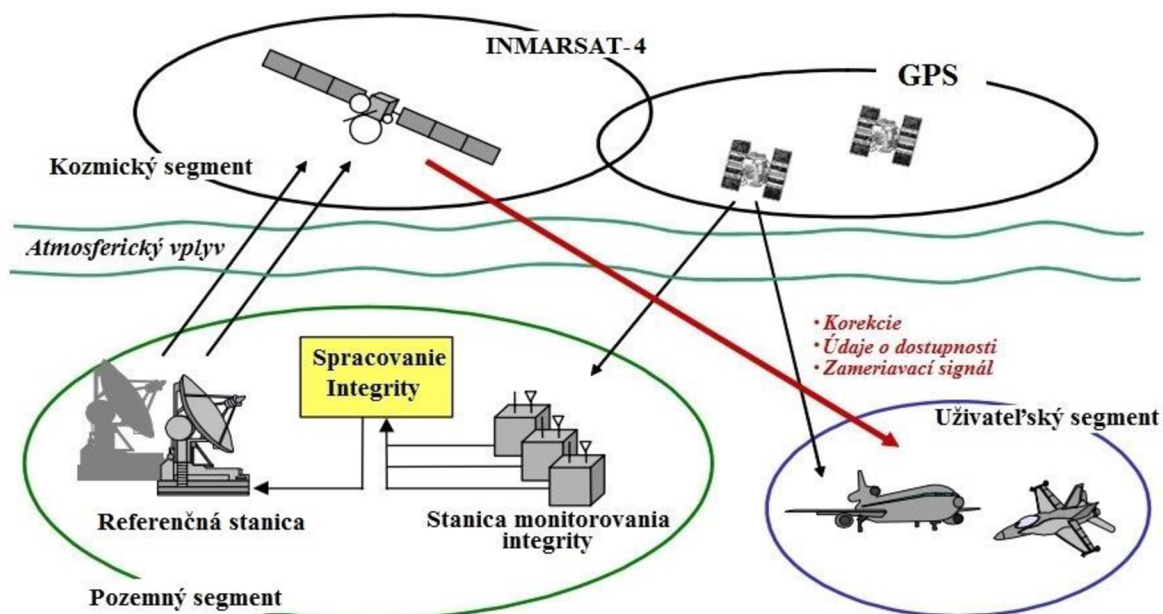 INMARSAT-4
GPS
Kozmický segment
Atmosferický vplyv
• Korekcie
• Údaje o dostupnosti
• Zameriavací signál
Spracovanie
Integrity
Užívateľský segment
Referenčná stanica
Stanica monitorovania
integrity
Pozemný segment